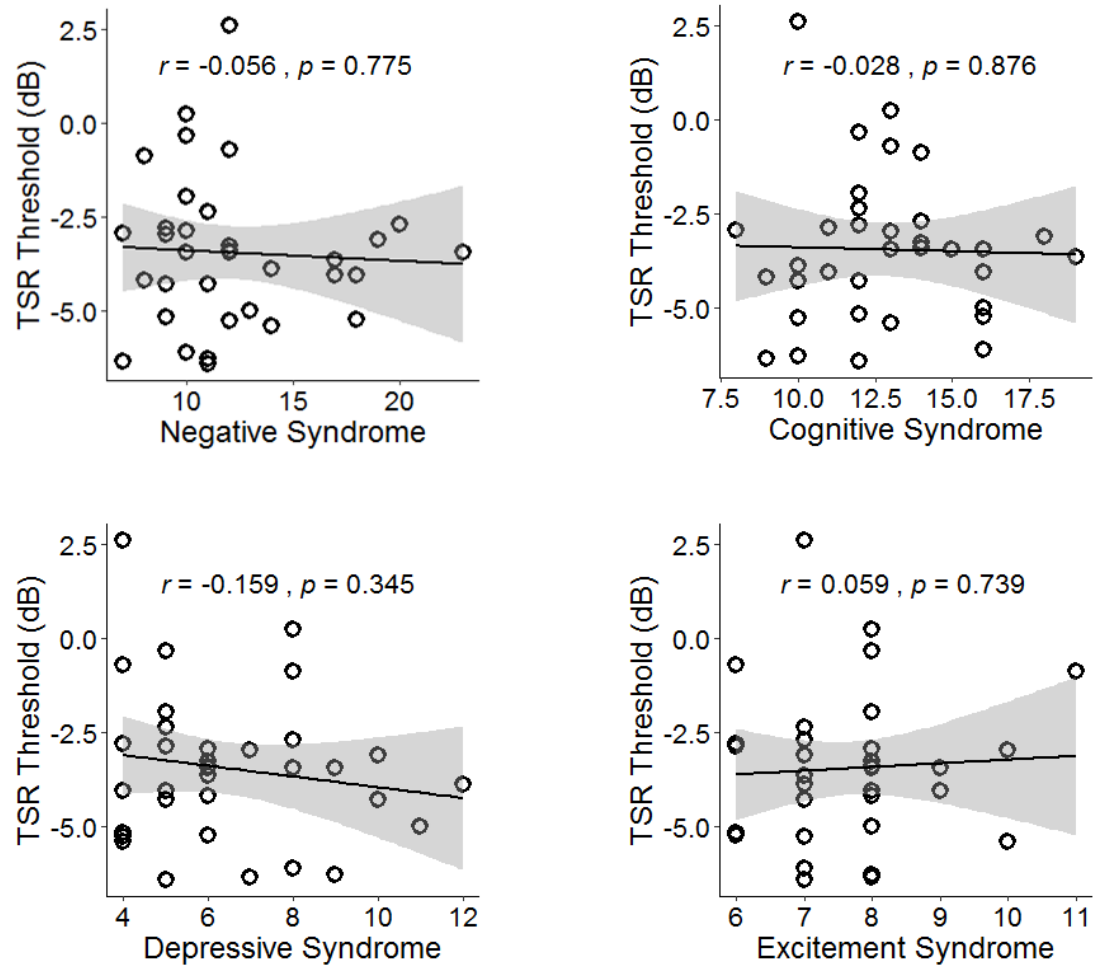 2.5
0.0
-2.5
-5.0
TSR Threshold (dB)
r = -0.056 , p = 0.775
10 15 20
Negative Syndrome
2.5
0.0
-2.5
-5.0
TSR Threshold (dB)
r = -0.028 , p = 0.876
7.5 10.0 12.5 15.0 17.5
Cognitive Syndrome
2.5
0.0
-2.5
-5.0
TSR Threshold (dB)
r = -0.159 , p = 0.345
4 6 8 10 12
Depressive Syndrome
2.5
0.0
-2.5
-5.0
TSR Threshold (dB)
r = 0.059 , p = 0.739
6 7 8 9 10 11
Excitement Syndrome